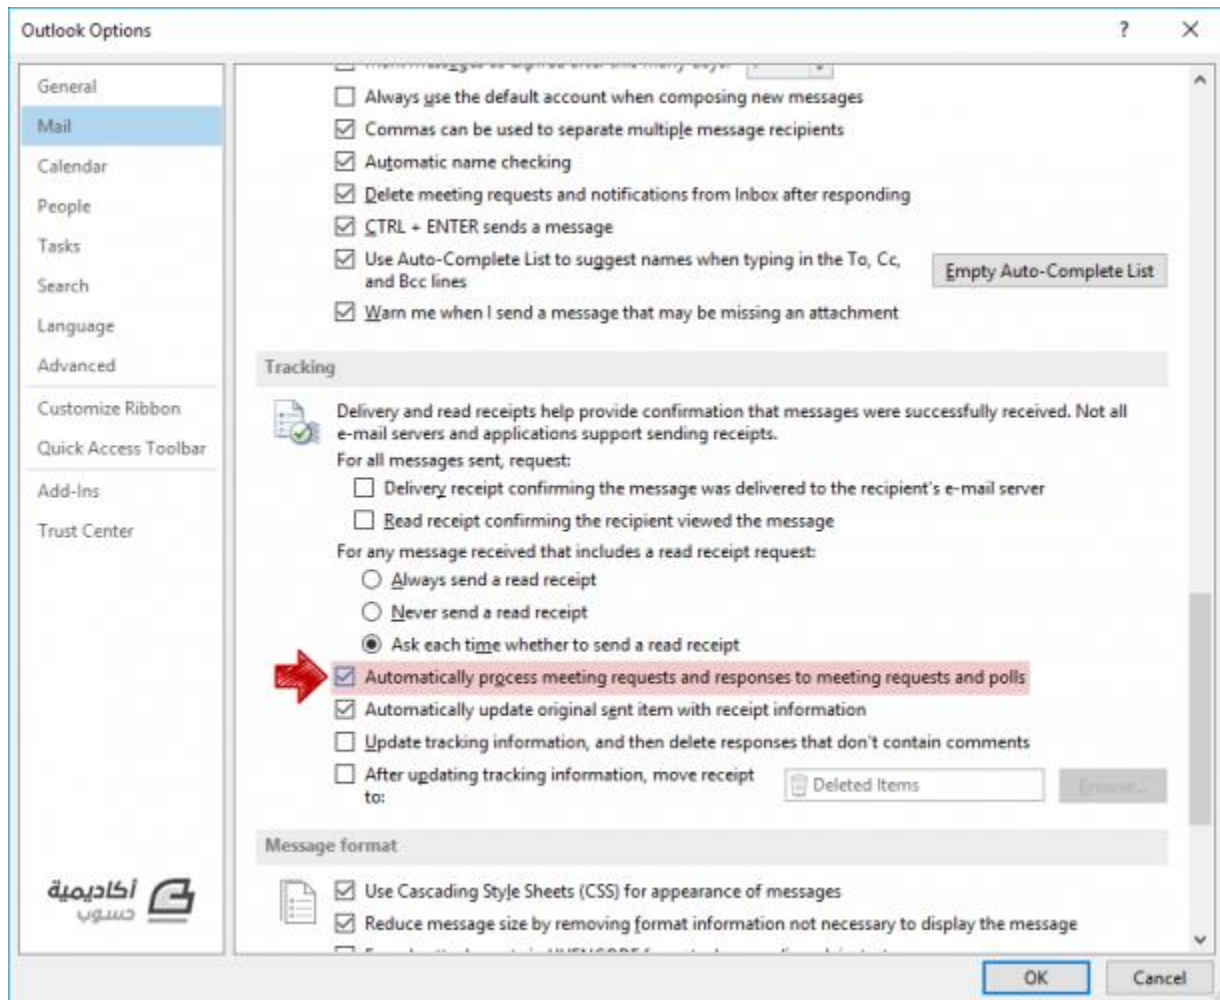 Outlook Options
?
General
Mail
Calendar
People
Tasks
Search
Language
Advanced
Customize Ribbon
Quick Access Toolbar
Add-Ins
Trust Center
أكاديمية
حسوب
Always use the default account when composing new messages
Commas can be used to separate multiple message recipients
Automatic name checking
Delete meeting requests and notifications from Inbox after responding
CTRL + ENTER sends a message
Use Auto-Complete List to suggest names when typing in the To, Cc,
and Bcc lines
Empty Auto-Complete List
Warn me when I send a message that may be missing an attachment
Tracking
Delivery and read receipts help provide confirmation that messages were successfully received. Not all
e-mail servers and applications support sending receipts.
For all messages sent, request:
Delivery receipt confirming the message was delivered to the recipient's e-mail server
Read receipt confirming the recipient viewed the message
For any message received that includes a read receipt request:
Always send a read receipt
Never send a read receipt
Ask each time whether to send a read receipt
Automatically process meeting requests and responses to meeting requests and polls
Automatically update original sent item with receipt information
Update tracking information, and then delete responses that don't contain comments
After updating tracking information, move receipt
to:
Deleted Items
Browse...
Message format
Use Cascading Style Sheets (CSS) for appearance of messages
Reduce message size by removing format information not necessary to display the message
OK
Cancel